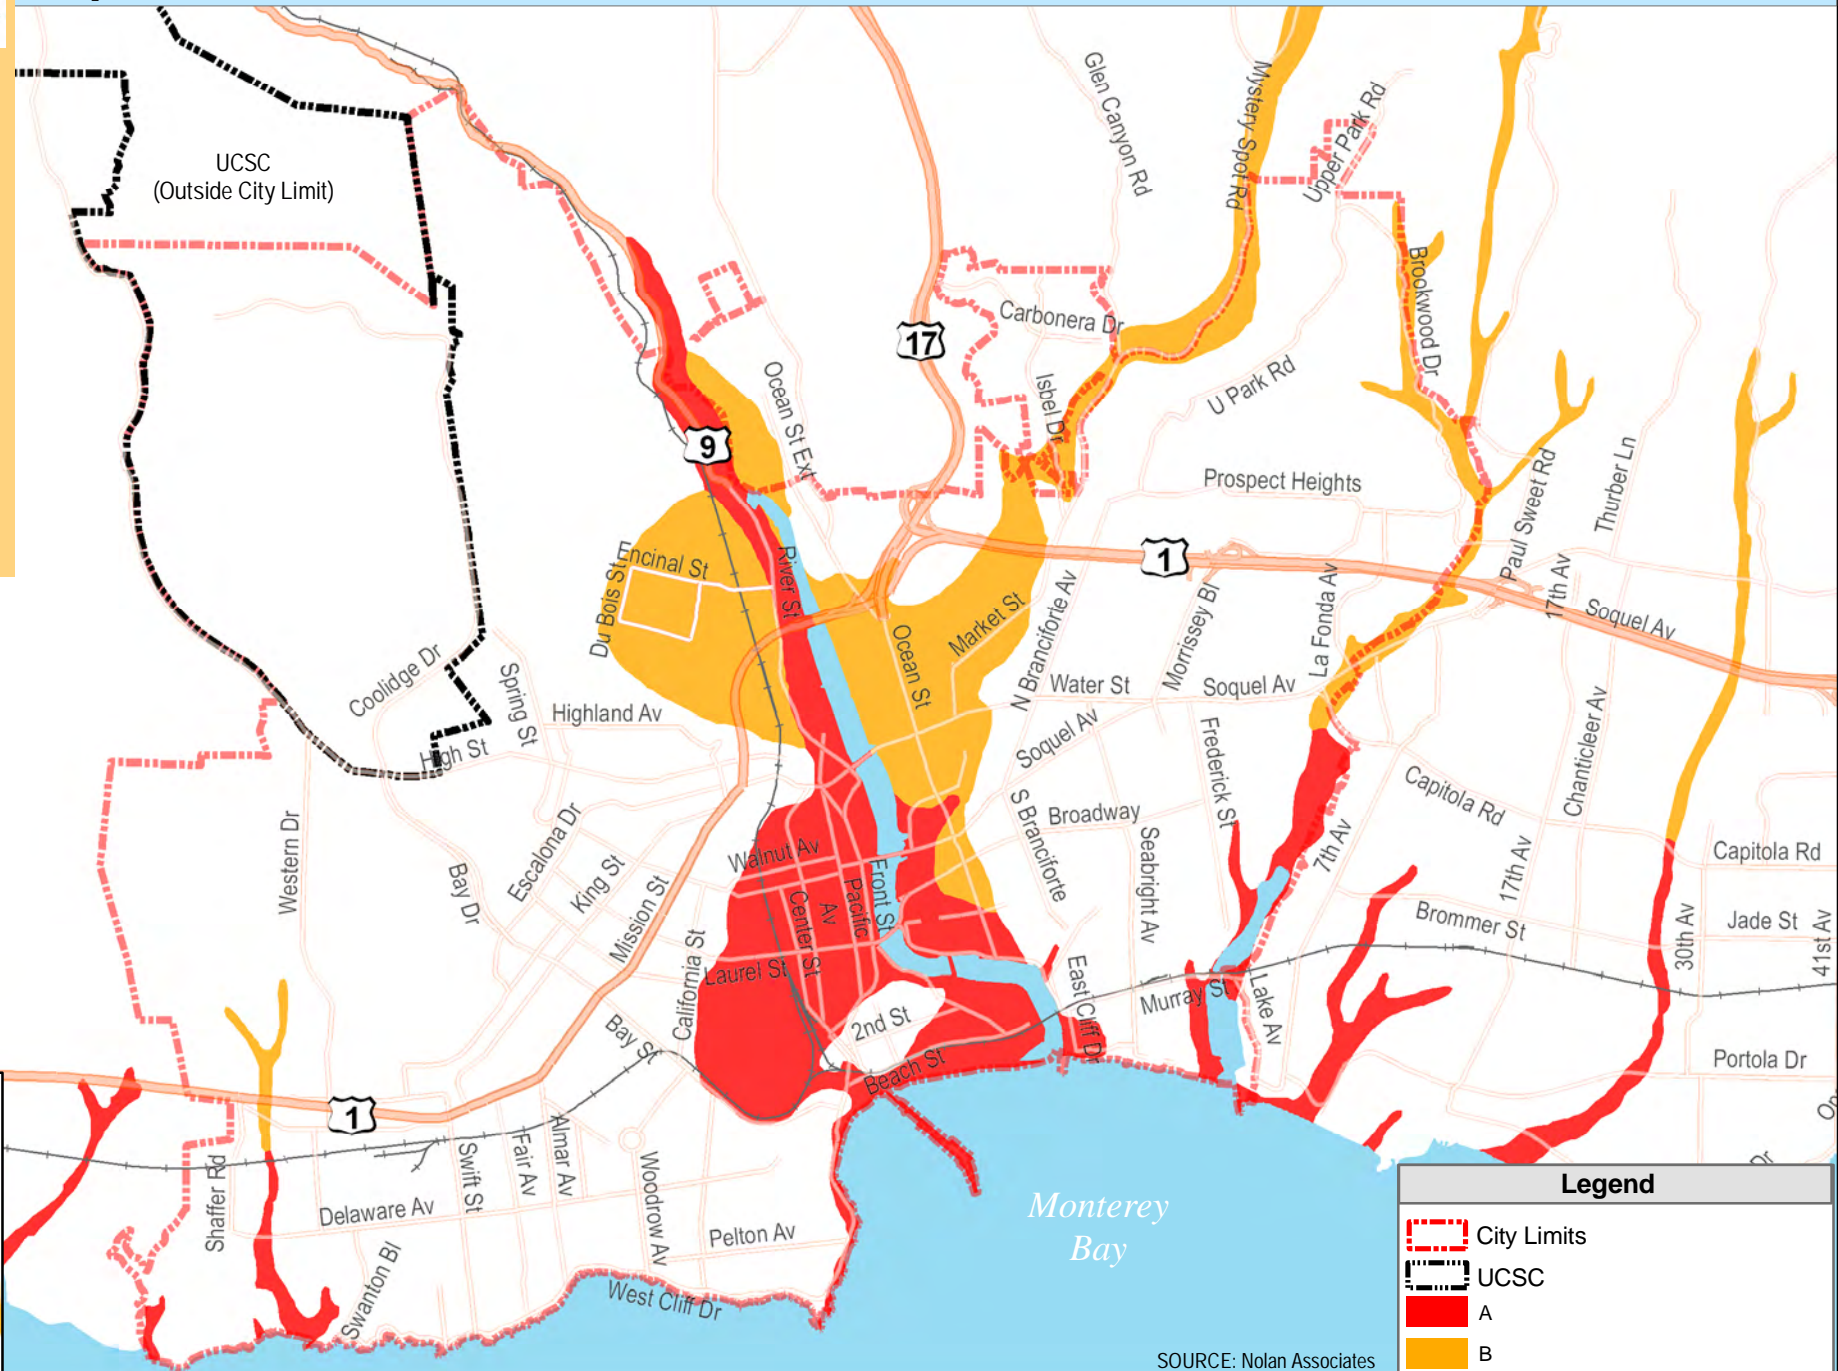 UCSC
(Outside City Limit)
Glen Canyon Rd
Mystery Spot Rd
Upper Park Rd
Carbonera Dr
17
Brookwood Dr
Ocean St Ext
Isbel Dr
U Park Rd
9
Prospect Heights
Paul Sweet Rd
Thurber Ln
1
Encinal St
Du Bois St
River St
Market St
N Branciforte Av
Morrissey Bl
La Fonda Av
17th Av
Soquel Av
Coolidge Dr
Spring St
Highland Av
High St
Ocean St
Water St
Soquel Av
Soquel Av
Frederick St
Chanticleer Av
Capitola Rd
Western Dr
Bay Dr
Escalona Dr
King St
Mission St
Walnut Av
Center St
Pacific
Av
Front St
S Branciforte
Broadway
Seabright Av
7th Av
17th Av
Capitola Rd
Brommer St
Jade St
30th Av
41st Av
California St
Laurel St
Bay St
2nd St
Beach St
East Cliff Dr
Murray St
Lake Av
Portola Dr
1
Shaffer Rd
Delaware Av
Swift St
Fair Av
Almar Av
Woodrow Av
Pelton Av
Swanton Bl
West Cliff Dr
Monterey
Bay
Dr
Legend
City Limits
UCSC
A
B
SOURCE: Nolan Associates